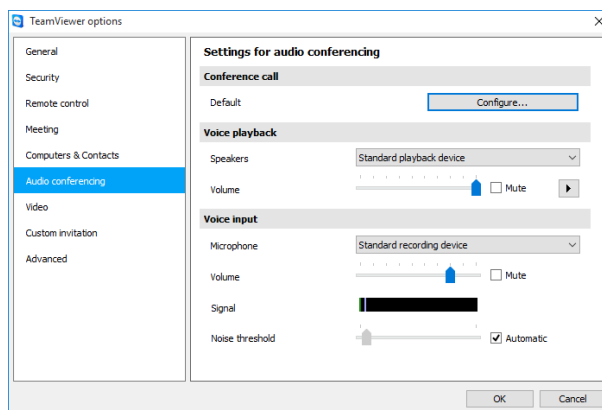 TeamViewer options
General
Security
Remote control
Meeting
Computers & Contacts
Audio conferencing
Video
Custom invitation
Advanced
Settings for audio conferencing
Conference call
Default
Configure...
Voice playback
Speakers
Standard playback device
Volume
Mute
Voice input
Microphone
Standard recording device
Volume
Mute
Signal
Noise threshold
Automatic
OK
Cancel